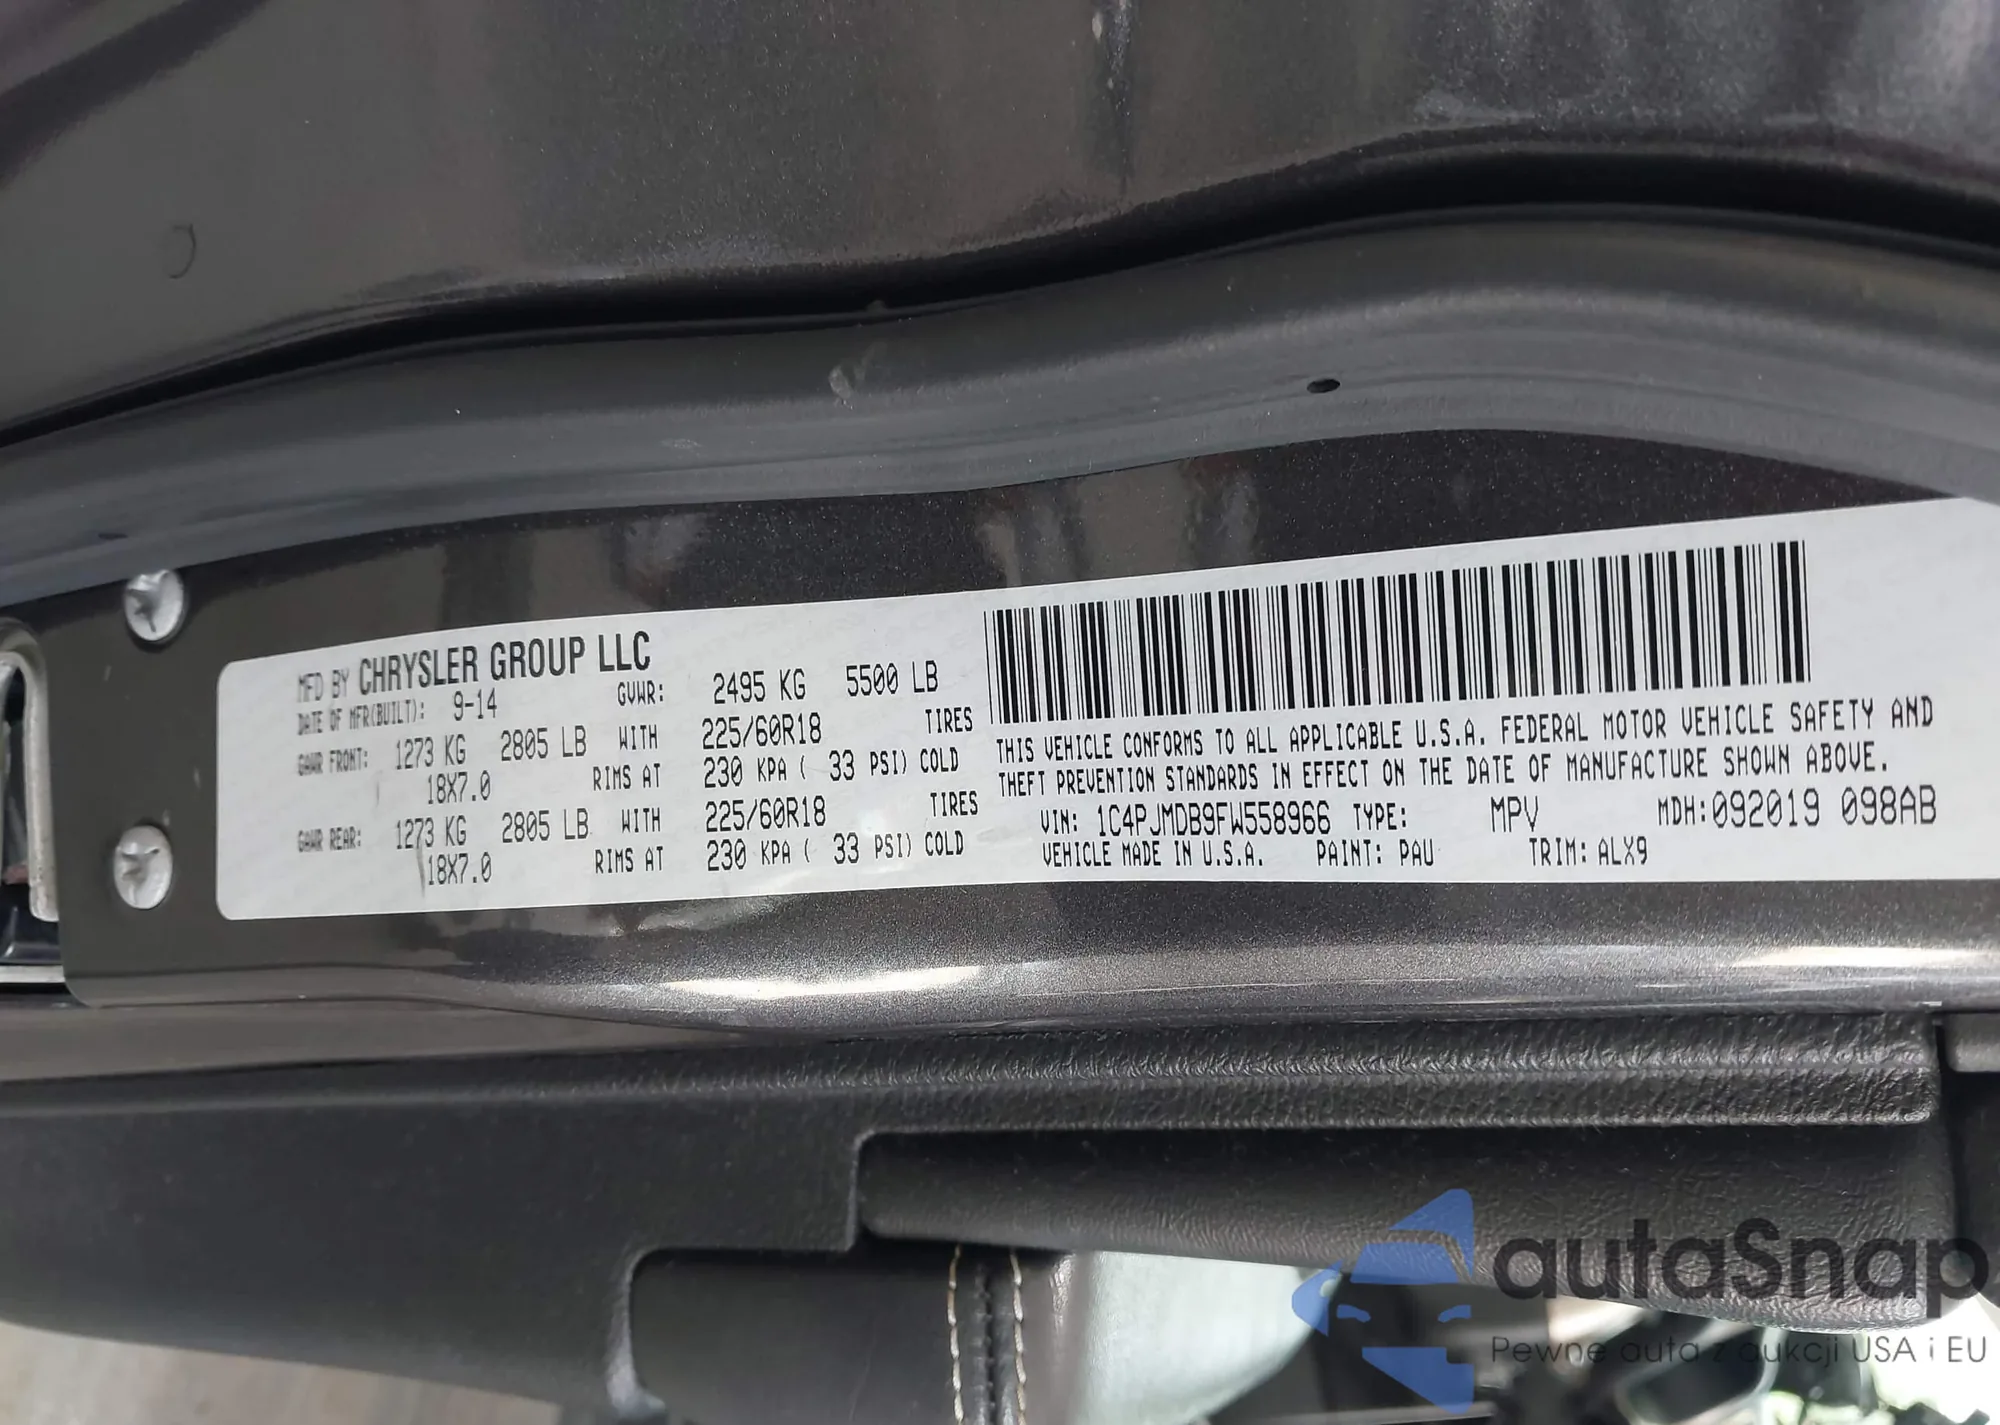 MFD BY CHRYSLER GROUP LLC
DATE OF MFR(BUILT): 9-14 GVWR: 2495 KG 5500 LB
GAWR FRONT: 1273 KG 2805 LB WITH 225/60R18 TIRES
18X7.0 RIMS AT 230 KPA ( 33 PSI) COLD
GAWR REAR: 1273 KG 2805 LB WITH 225/60R18 TIRES
18X7.0 RIMS AT 230 KPA ( 33 PSI) COLD
THIS VEHICLE CONFORMS TO ALL APPLICABLE U.S.A. FEDERAL MOTOR VEHICLE SAFETY AND
THEFT PREVENTION STANDARDS IN EFFECT ON THE DATE OF MANUFACTURE SHOWN ABOVE.
VIN: 1C4PJMDB9FW558966 TYPE: MPV MDH:092019 098AB
VEHICLE MADE IN U.S.A. PAINT: PAU TRIM: ALX9
autaSnap
Pewne auta z aukcji USA i EU